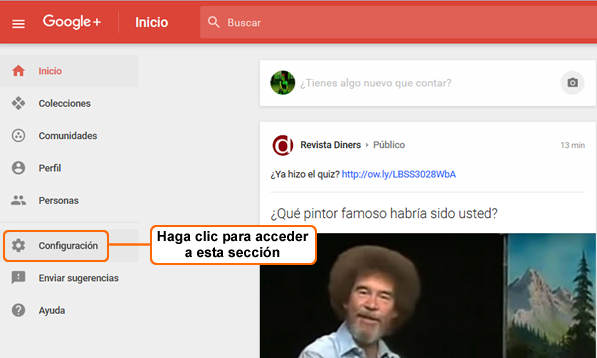 Google+
Inicio
Buscar
Inicio
Colecciones
Comunidades
Perfil
Personas
Configuración
Enviar sugerencias
Ayuda
Haga clic para acceder
a esta sección
¿Tienes algo nuevo que contar?
d
Revista Diners Público 13 min
¿Ya hizo el quiz? http://ow.ly/LBSS3028WbA
¿Qué pintor famoso habría sido usted?